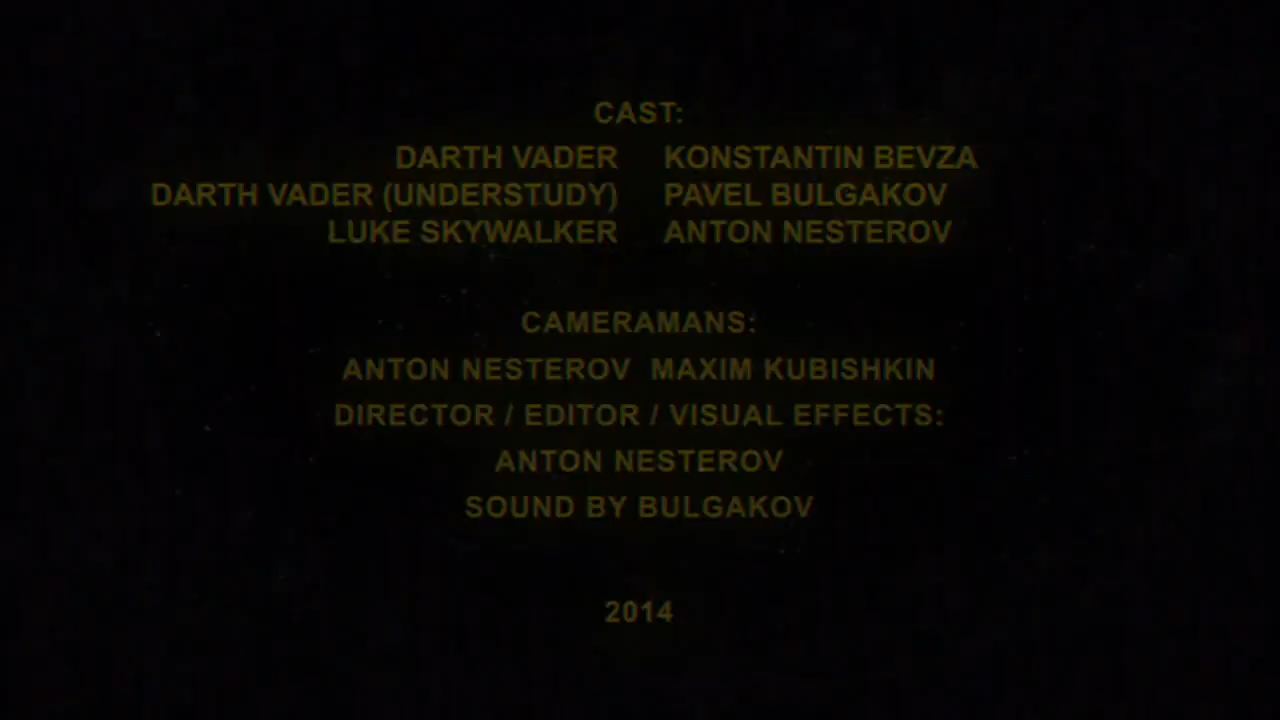 CAST:
DARTH VADER KONSTANTIN BEVZA
DARTH VADER (UNDERSTUDY) PAVEL BULGAKOV
LUKE SKYWALKER ANTON NESTEROV
CAMERAMANS:
ANTON NESTEROV MAXIM KUBISHKIN
DIRECTOR / EDITOR / VISUAL EFFECTS:
ANTON NESTEROV
SOUND BY BULGAKOV
2014